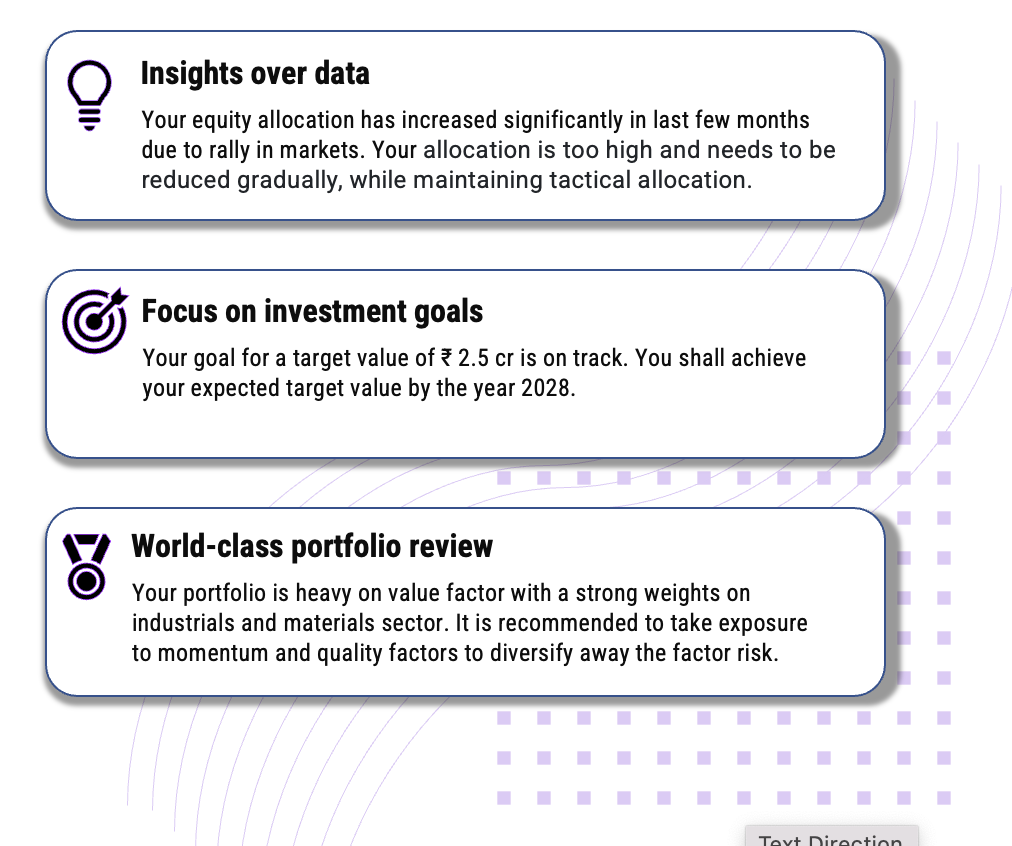 Insights over data
Your equity allocation has increased significantly in last few months
due to rally in markets. Your allocation is too high and needs to be
reduced gradually, while maintaining tactical allocation.
Focus on investment goals
Your goal for a target value of ₹ 2.5 cr is on track. You shall achieve
your expected target value by the year 2028.
World-class portfolio review
Your portfolio is heavy on value factor with a strong weights on
industrials and materials sector. It is recommended to take exposure
to momentum and quality factors to diversify away the factor risk.
Text Direction